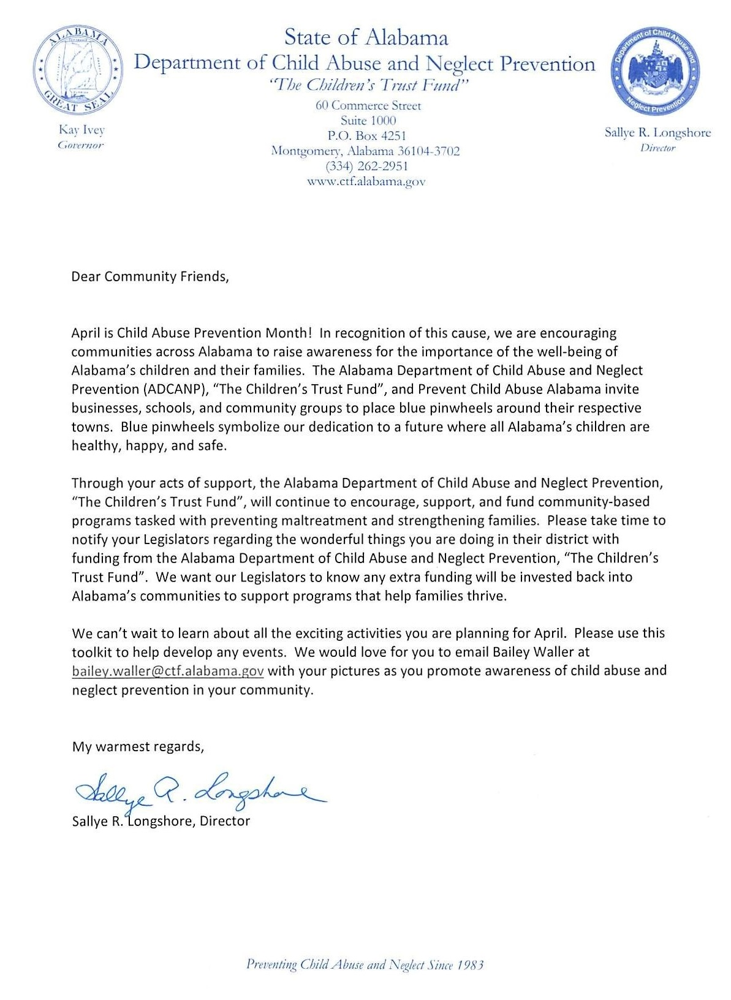 ALABAMA
GREAT SEAL
Kay Ivey
Governor
State of Alabama
Department of Child Abuse and Neglect Prevention
"The Children's Trust Fund"
60 Commerce Street
Suite 1000
P.O. Box 4251
Montgomery, Alabama 36104-3702
(334) 262-2951
www.ctf.alabama.gov
Department of Child Abuse and
Neglect Prevention
Sallye R. Longshore
Director
Dear Community Friends,
April is Child Abuse Prevention Month!  In recognition of this cause, we are encouraging
communities across Alabama to raise awareness for the importance of the well-being of
Alabama's children and their families.  The Alabama Department of Child Abuse and Neglect
Prevention (ADCANP), "The Children's Trust Fund", and Prevent Child Abuse Alabama invite
businesses, schools, and community groups to place blue pinwheels around their respective
towns.  Blue pinwheels symbolize our dedication to a future where all Alabama's children are
healthy, happy, and safe.
Through your acts of support, the Alabama Department of Child Abuse and Neglect Prevention,
"The Children's Trust Fund", will continue to encourage, support, and fund community-based
programs tasked with preventing maltreatment and strengthening families.  Please take time to
notify your Legislators regarding the wonderful things you are doing in their district with
funding from the Alabama Department of Child Abuse and Neglect Prevention, "The Children's
Trust Fund".  We want our Legislators to know any extra funding will be invested back into
Alabama's communities to support programs that help families thrive.
We can't wait to learn about all the exciting activities you are planning for April.  Please use this
toolkit to help develop any events.  We would love for you to email Bailey Waller at
bailey.waller@ctf.alabama.gov with your pictures as you promote awareness of child abuse and
neglect prevention in your community.
My warmest regards,
Sallye R. Longshore
Sallye R. Longshore, Director
Preventing Child Abuse and Neglect Since 1983